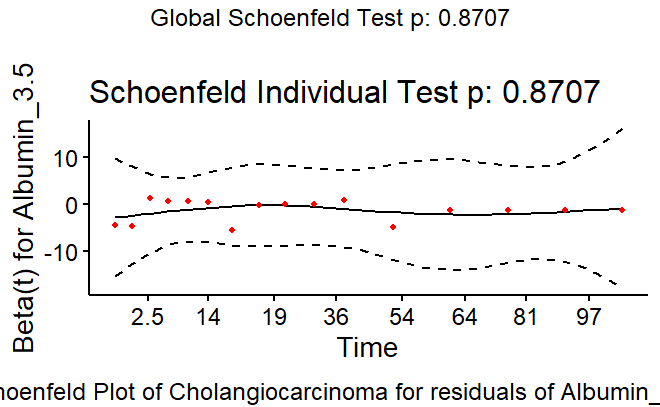 Global Schoenfeld Test p: 0.8707
Schoenfeld Individual Test p: 0.8707
Beta(t) for Albumin_3.5
10
0
-10
2.5 14 19 36 54 64 81 97
Time
hoenfeld Plot of Cholangiocarcinoma for residuals of Albumin_